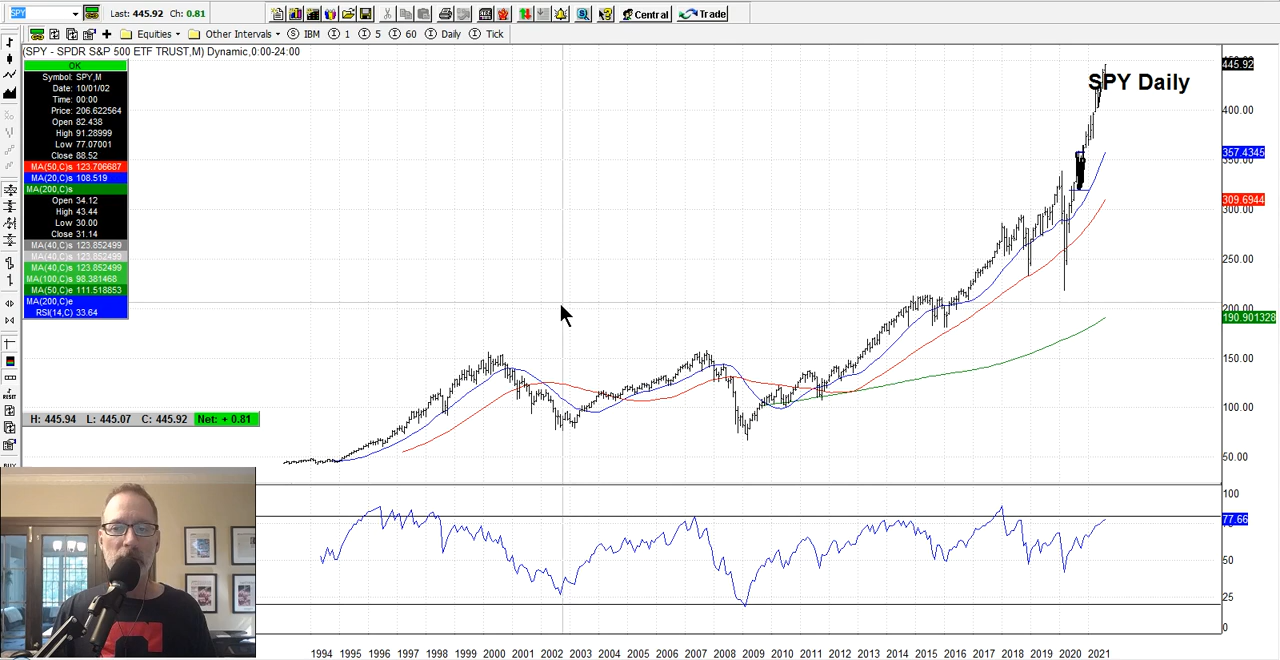 SPY Last: 445.92 Ch: 0.81 Central Trade
Equities Other Intervals IBM 1 5 60 Daily Tick
(SPY - SPDR S&P 500 ETF TRUST,M) Dynamic,0:00-24:00
OK
Symbol: SPY,M
Date: 10/01/02
Time: 00:00
Price: 206.622564
Open 82.438
High 91.28999
Low 77.07001
Close 88.52
MA(50,C)s 123.706687
MA(20,C)s 108.519
MA(200,C)s
Open 34.12
High 43.44
Low 30.00
Close 31.14
MA(40,C)s 123.852499
MA(40,C)s 123.852499
MA(40,C)s 123.852499
MA(100,C)s 98.381468
MA(50,C)e 111.518853
MA(200,C)e
RSI(14,C) 33.64
H: 445.94 L: 445.07 C: 445.92 Net: + 0.81
RESET
SPY Daily
445.92
400.00
357.4345
350.00
309.6944
300.00
250.00
200.00
190.901328
150.00
100.00
50.00
100
77.66
50
25
0
1994 1995 1996 1997 1998 1999 2000 2001 2002 2003 2004 2005 2006 2007 2008 2009 2010 2011 2012 2013 2014 2015 2016 2017 2018 2019 2020 2021